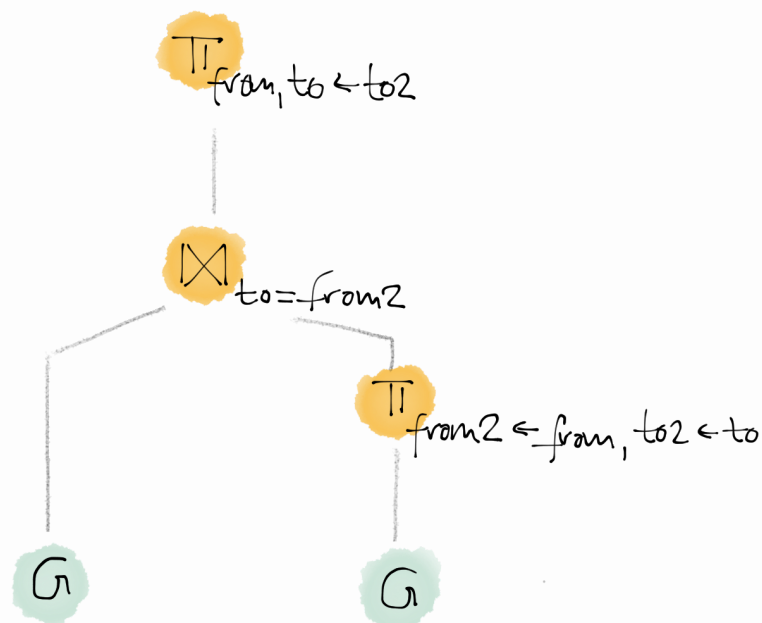 π from, to ← to2
⋈ to = from2
π from2 ← from, to2 ← to
G
G